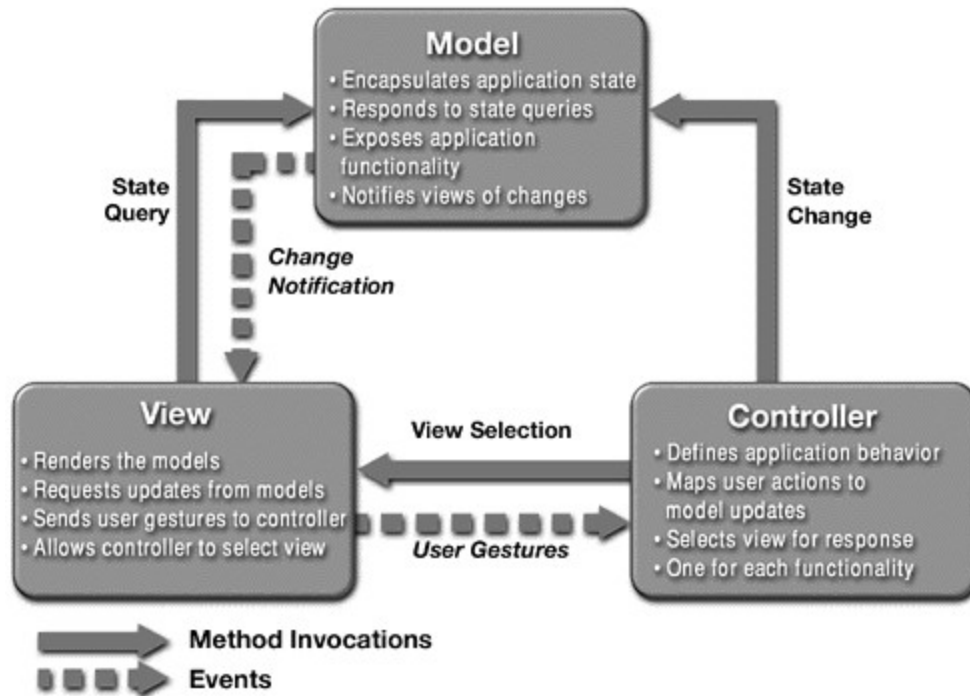 Model
• Encapsulates application state
• Responds to state queries
• Exposes application
functionality
• Notifies views of changes
State
Query
Change
Notification
State
Change
View
• Renders the models
• Requests updates from models
• Sends user gestures to controller
• Allows controller to select view
View Selection
User Gestures
Controller
• Defines application behavior
• Maps user actions to
model updates
• Selects view for response
• One for each functionality
Method Invocations
Events